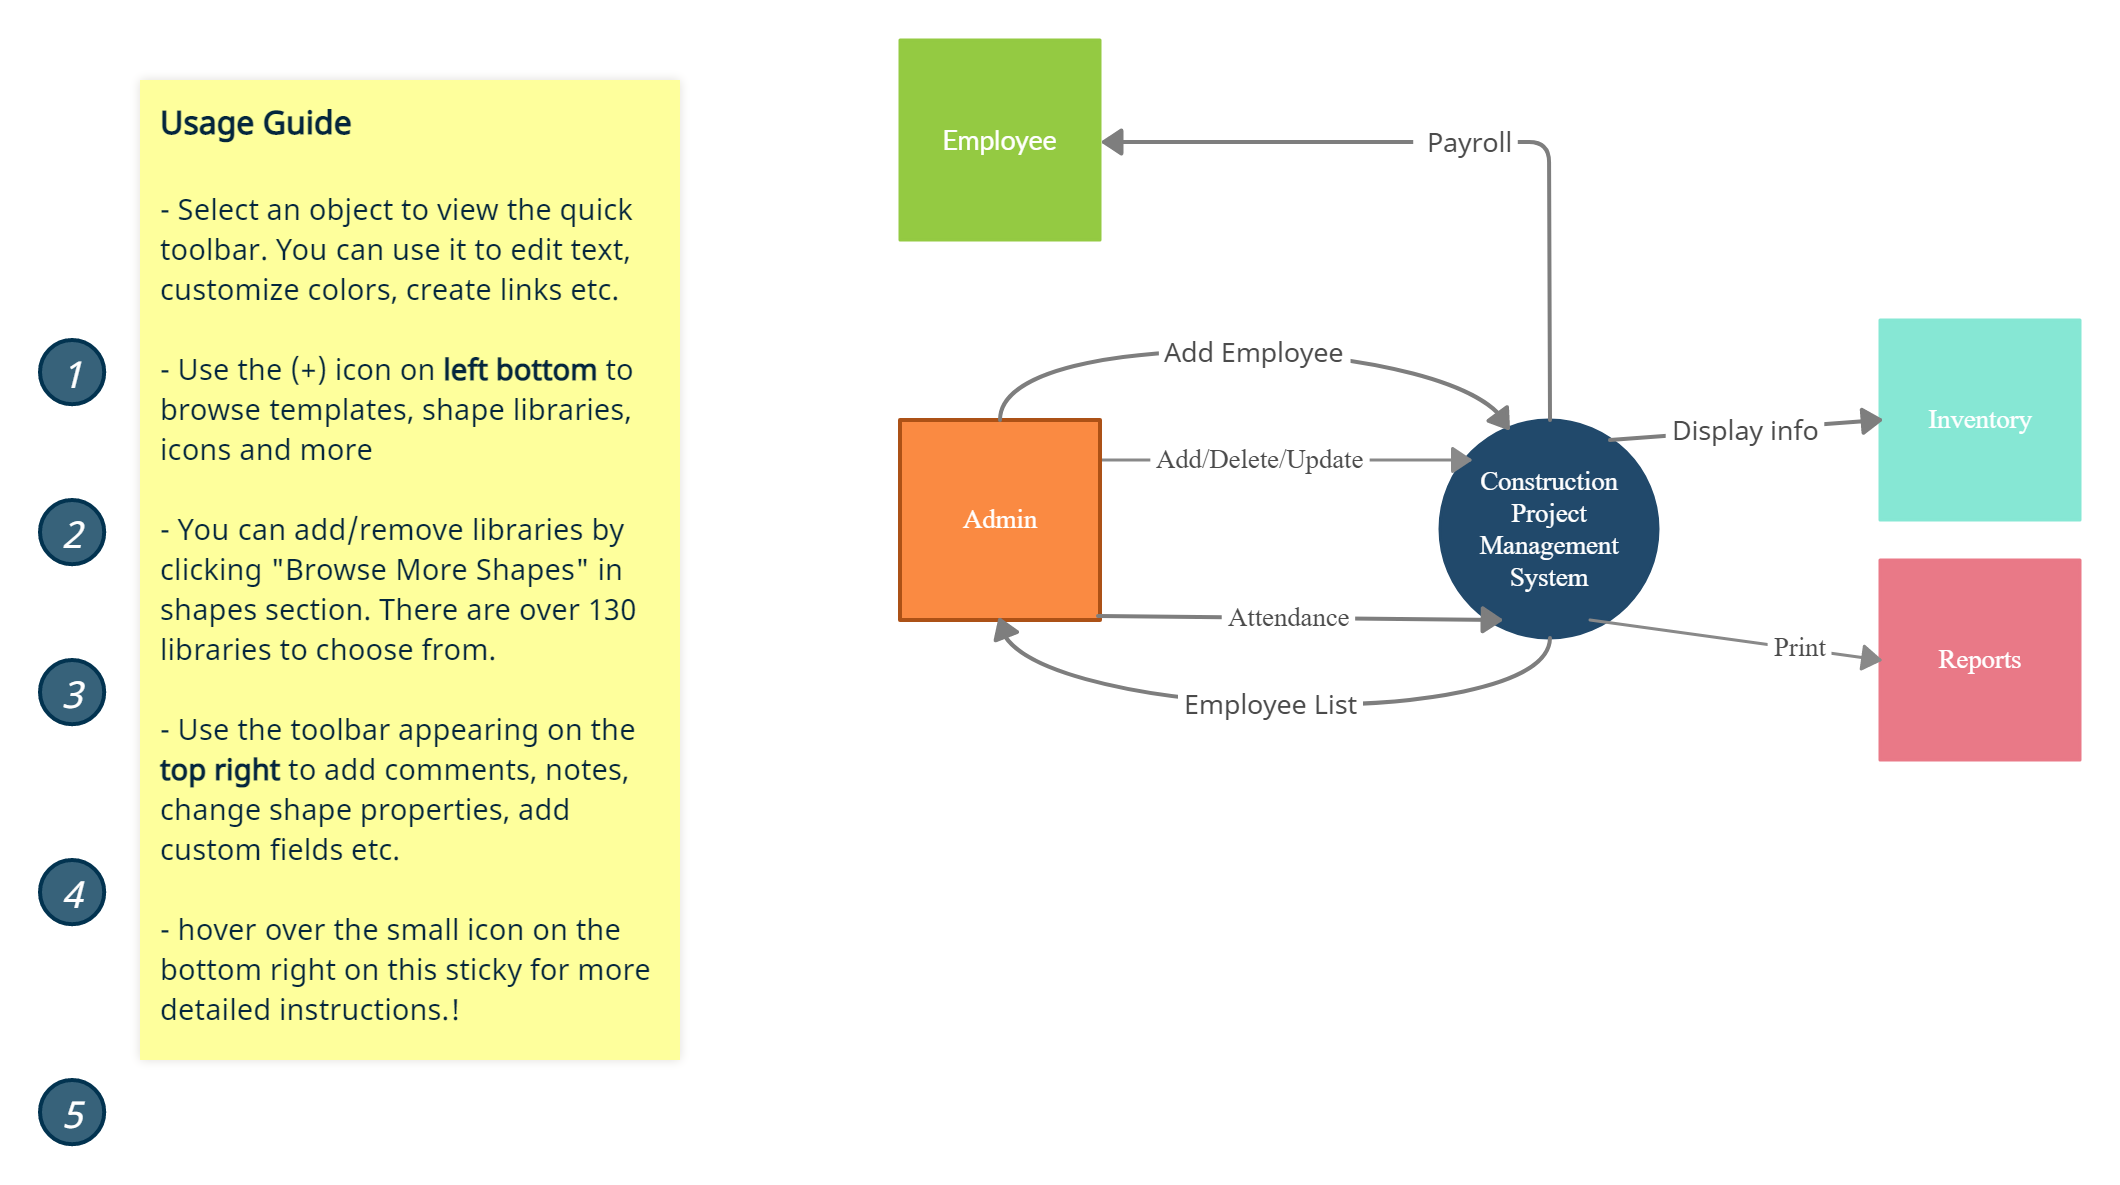 Usage Guide
- Select an object to view the quick
toolbar. You can use it to edit text,
customize colors, create links etc.
- Use the (+) icon on left bottom to
browse templates, shape libraries,
icons and more
- You can add/remove libraries by
clicking "Browse More Shapes" in
shapes section. There are over 130
libraries to choose from.
- Use the toolbar appearing on the
top right to add comments, notes,
change shape properties, add
custom fields etc.
- hover over the small icon on the
bottom right on this sticky for more
detailed instructions.!
1
2
3
4
5
Employee
Payroll
Add Employee
Admin
Add/Delete/Update
Attendance
Employee List
Construction
Project
Management
System
Display info
Inventory
Print
Reports